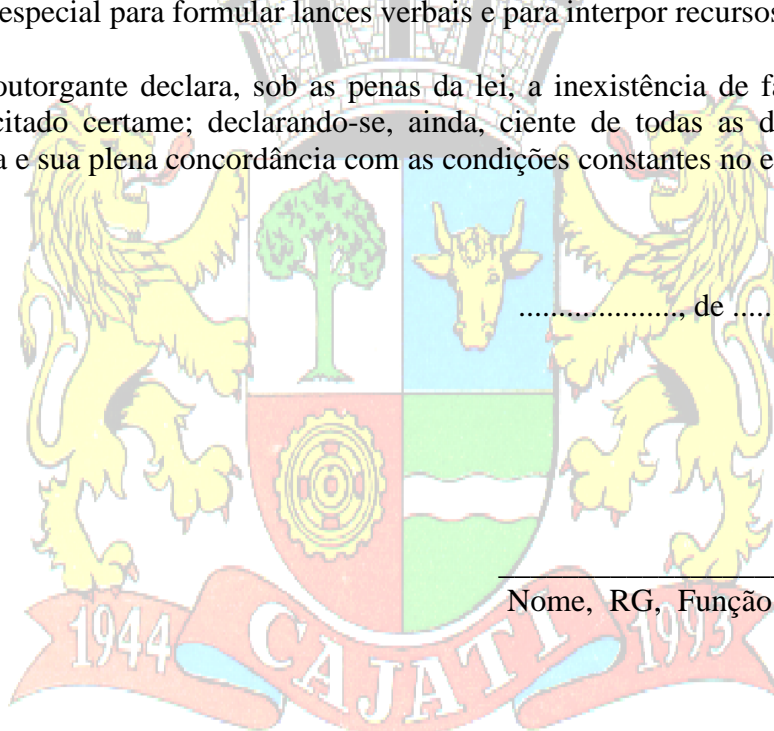 especial para formular lances verbais e para interpor recursos
outorgante declara, sob as penas da lei, a inexistência de
citado certame; declarando-se, ainda, ciente de todas as
e sua plena concordância com as condições constantes no
..................., de ......
Nome, RG, Função
1944 CAJATI 1993